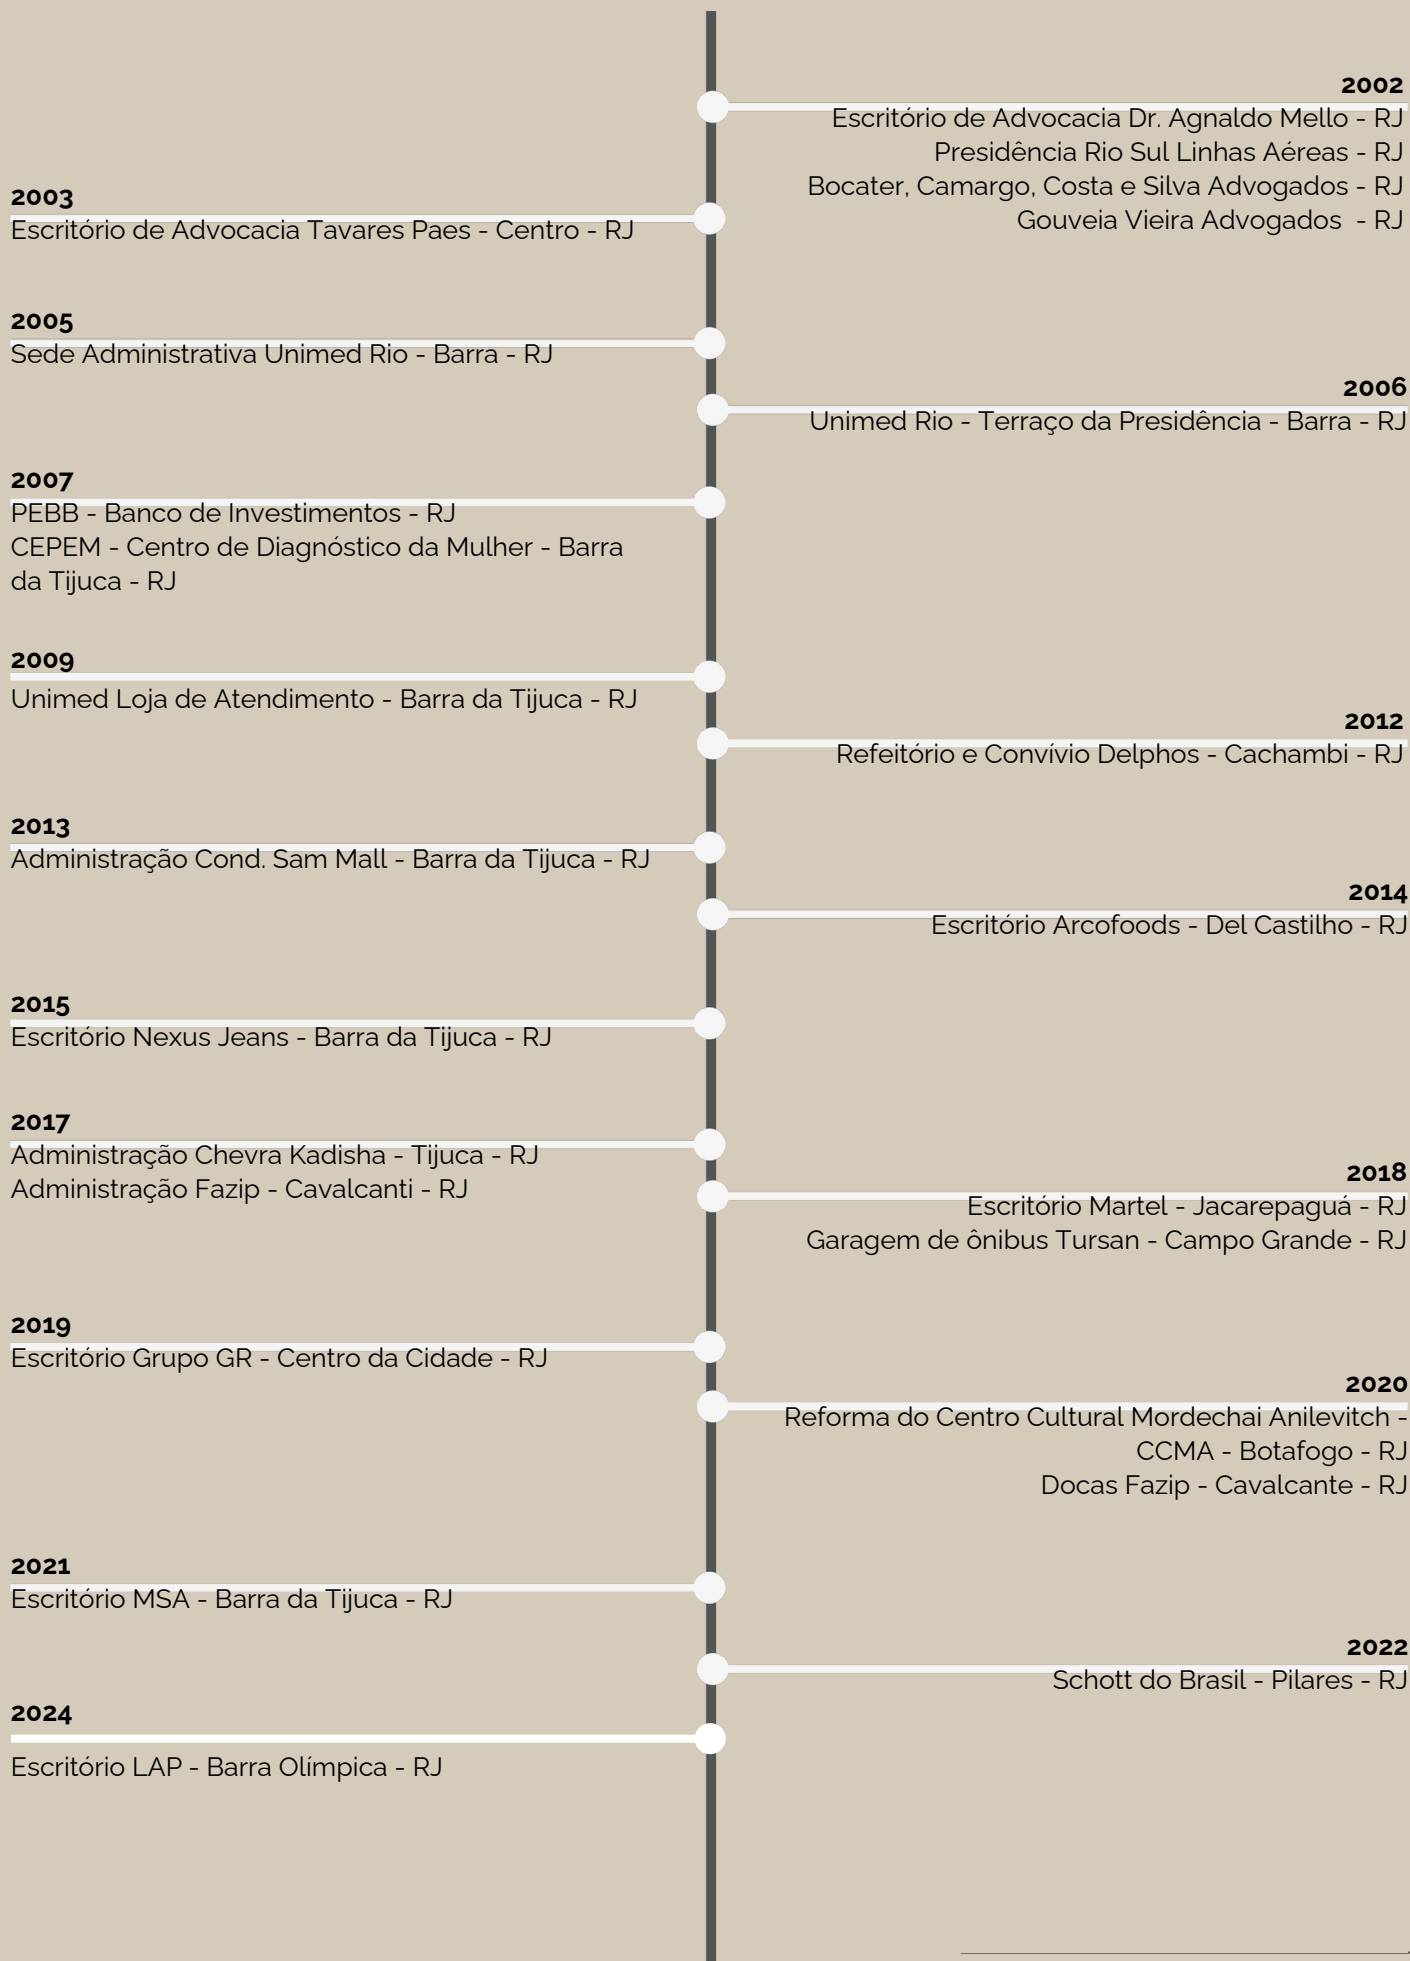 2002
Escritório de Advocacia Dr. Agnaldo Mello - RJ
Presidência Rio Sul Linhas Aéreas - RJ
Bocater, Camargo, Costa e Silva Advogados - RJ
Gouveia Vieira Advogados - RJ
2003
Escritório de Advocacia Tavares Paes - Centro - RJ
2005
Sede Administrativa Unimed Rio - Barra - RJ
2006
Unimed Rio - Terraço da Presidência - Barra - RJ
2007
PEBB - Banco de Investimentos - RJ
CEPEM - Centro de Diagnóstico da Mulher - Barra
da Tijuca - RJ
2009
Unimed Loja de Atendimento - Barra da Tijuca - RJ
2012
Refeitório e Convívio Delphos - Cachambi - RJ
2013
Administração Cond. Sam Mall - Barra da Tijuca - RJ
2014
Escritório Arcofoods - Del Castilho - RJ
2015
Escritório Nexus Jeans - Barra da Tijuca - RJ
2017
Administração Chevra Kadisha - Tijuca - RJ
Administração Fazip - Cavalcanti - RJ
2018
Escritório Martel - Jacarepaguá - RJ
Garagem de ônibus Tursan - Campo Grande - RJ
2019
Escritório Grupo GR - Centro da Cidade - RJ
2020
Reforma do Centro Cultural Mordechai Anilevitch -
CCMA - Botafogo - RJ
Docas Fazip - Cavalcante - RJ
2021
Escritório MSA - Barra da Tijuca - RJ
2022
Schott do Brasil - Pilares - RJ
2024
Escritório LAP - Barra Olímpica - RJ